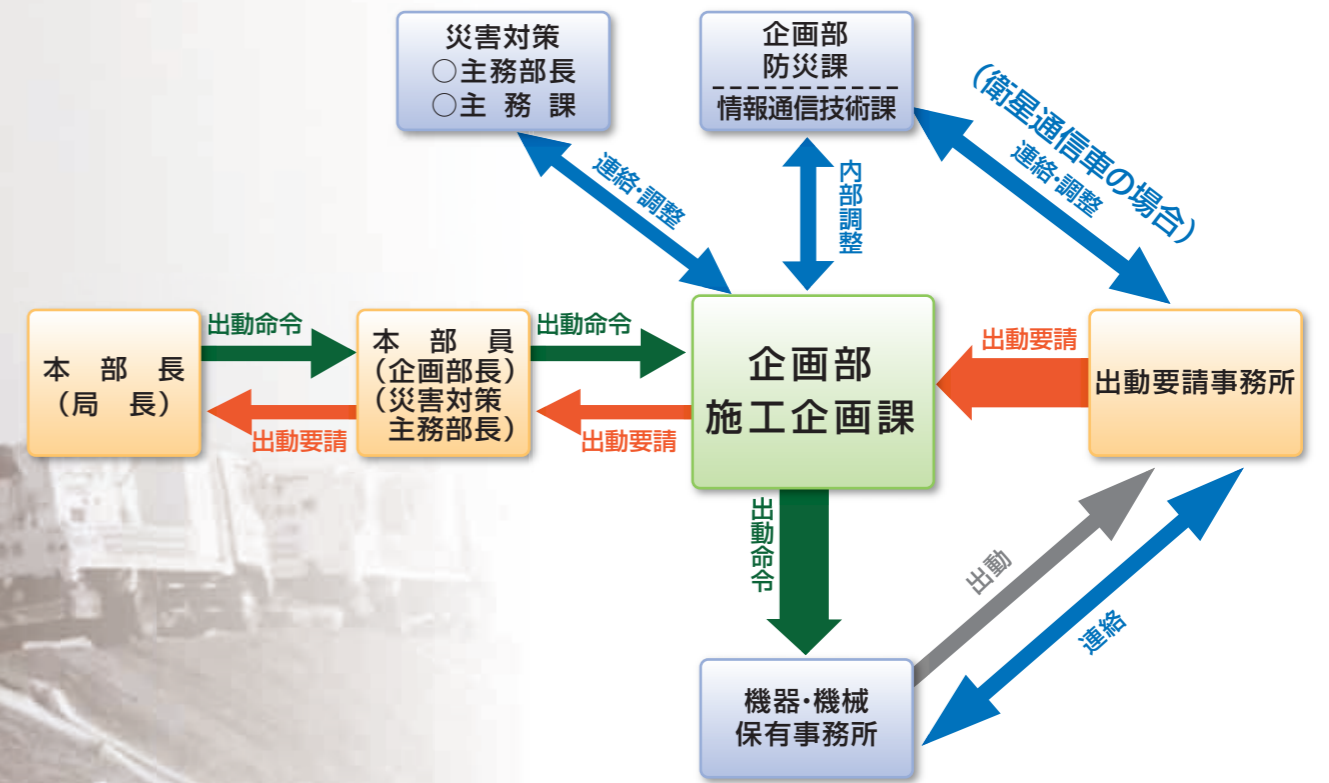 災害対策
○主務部長
○主 務 課
企画部
防災課
情報通信技術課
(衛星通信車の場合)
連絡・調整
連絡・調整
内部調整
本 部 長
(局 長)
出動命令
出動要請
本 部 員
(企画部長)
(災害対策
主務部長)
出動命令
出動要請
企画部
施工企画課
出動要請
出動要請事務所
出動命令
出動
連絡
機器・機械
保有事務所